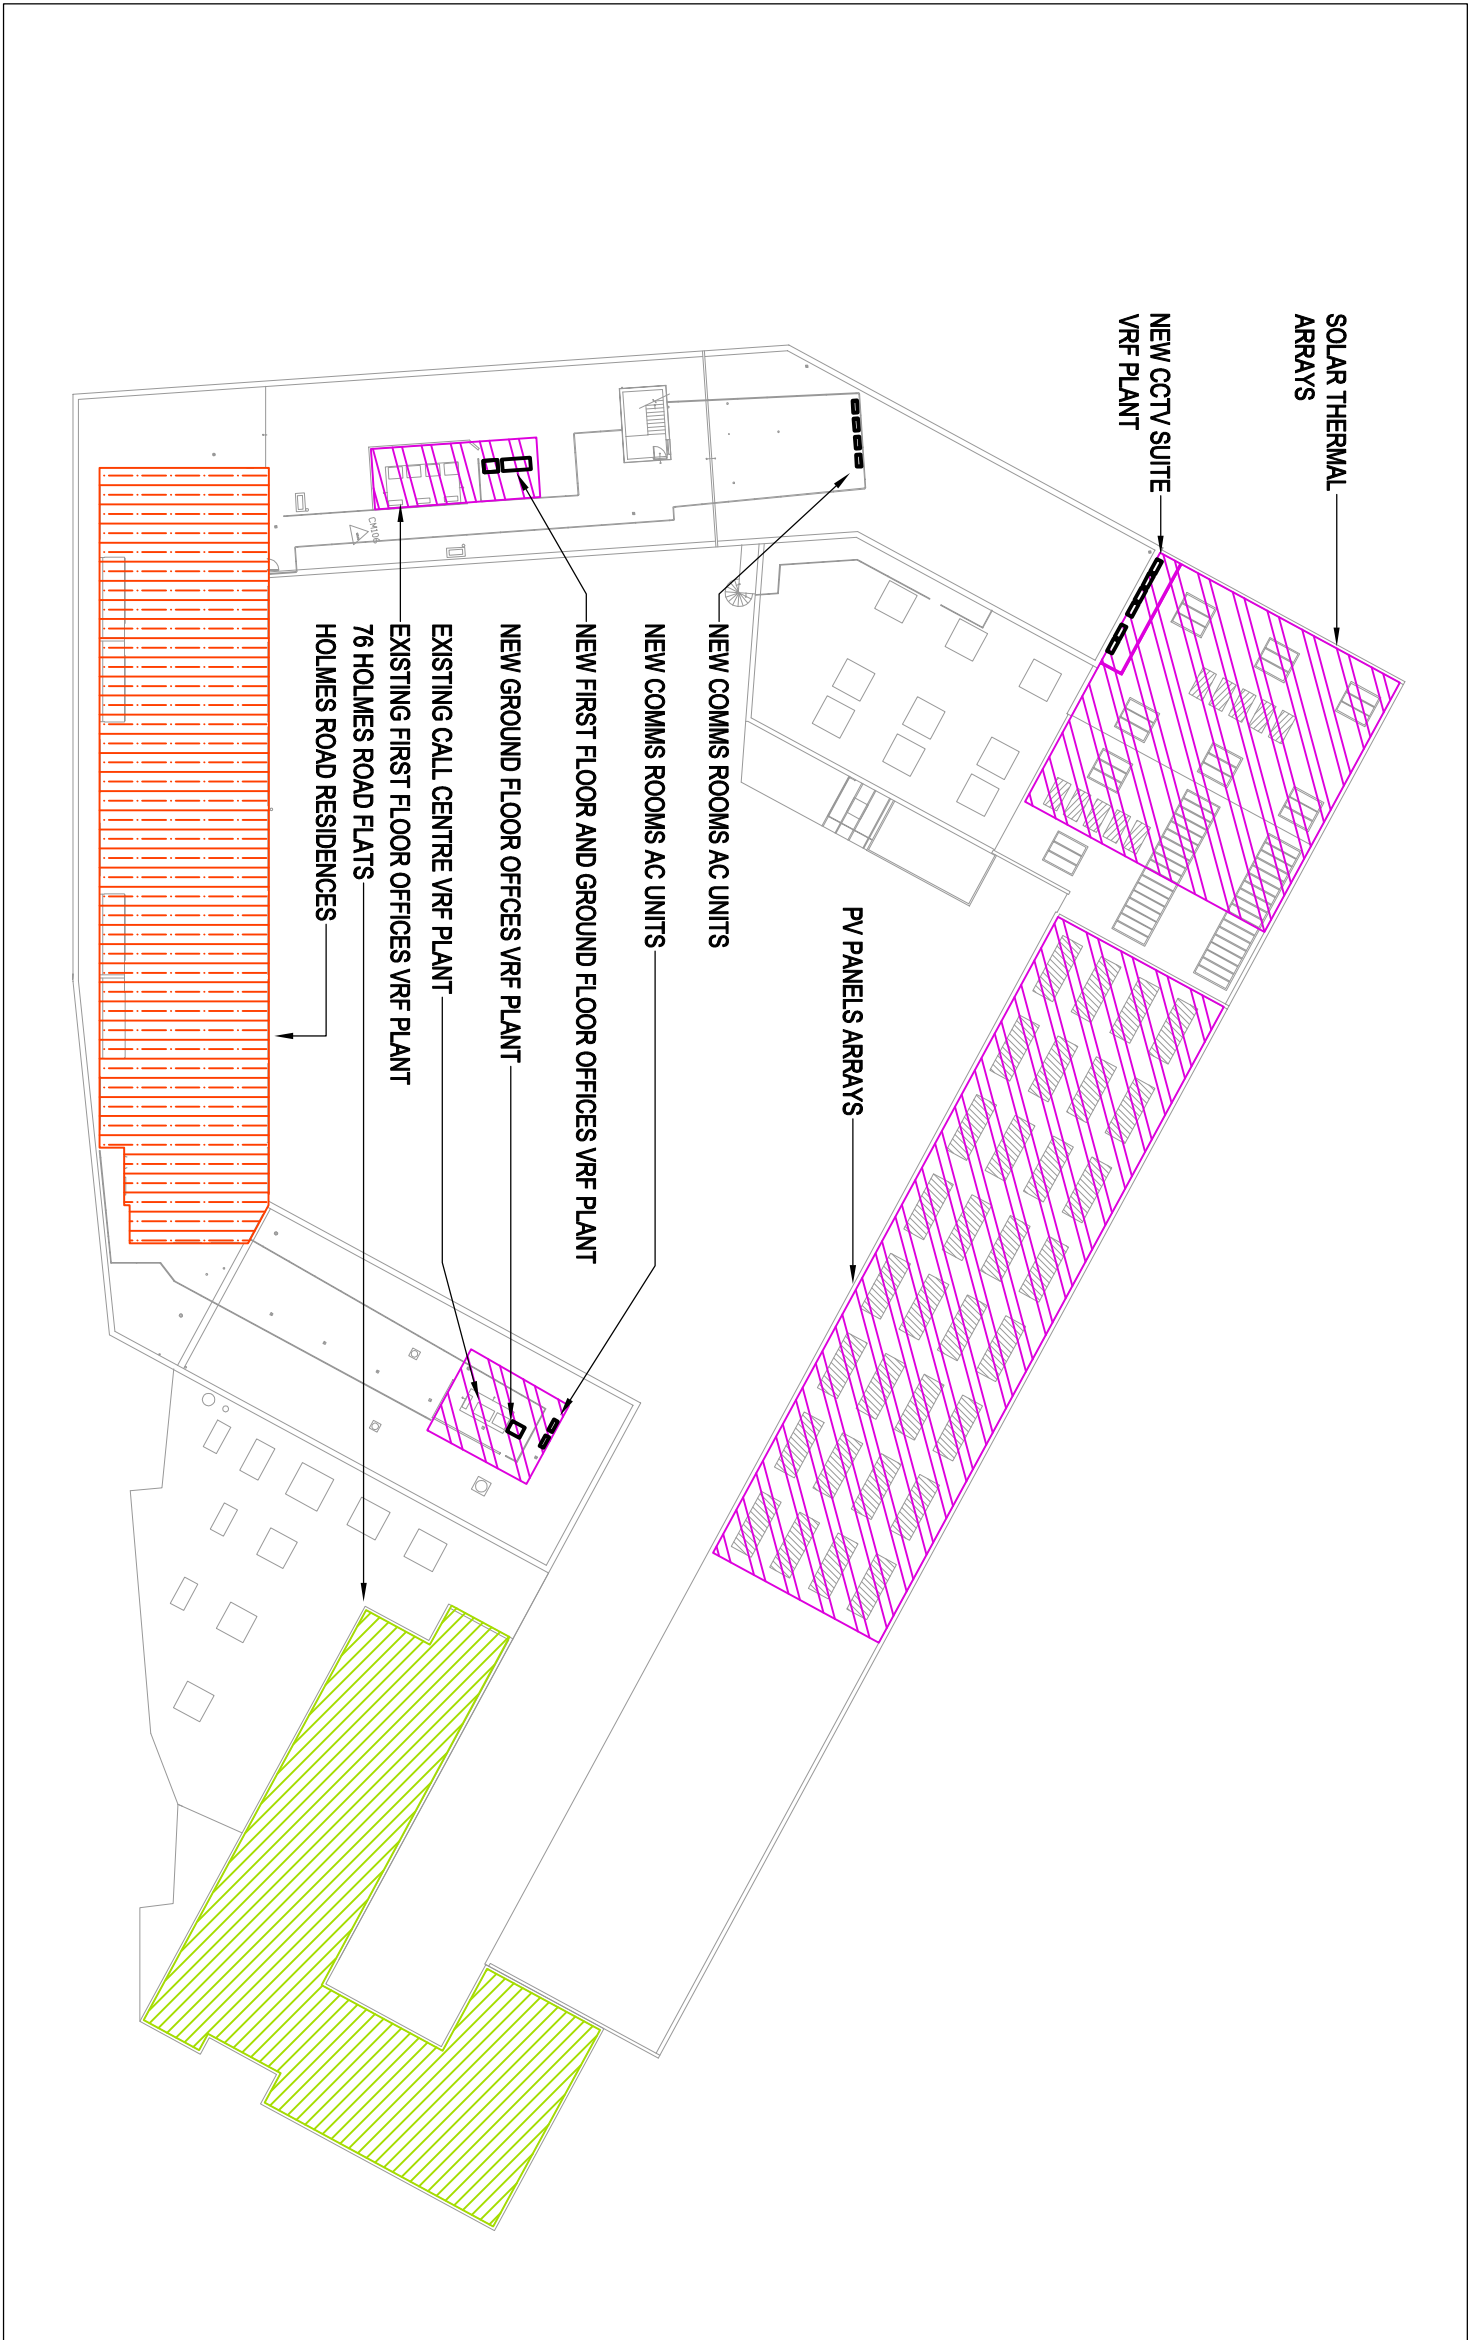 SOLAR THERMAL
ARRAYS
NEW CCTV SUITE
VRF PLANT
PV PANELS ARRAYS
NEW COMMS ROOMS AC UNITS
NEW COMMS ROOMS AC UNITS
NEW FIRST FLOOR AND GROUND FLOOR OFFICES VRF PLANT
NEW GROUND FLOOR OFFCES VRF PLANT
EXISTING CALL CENTRE VRF PLANT
EXISTING FIRST FLOOR OFFICES VRF PLANT
76 HOLMES ROAD FLATS
HOLMES ROAD RESIDENCES